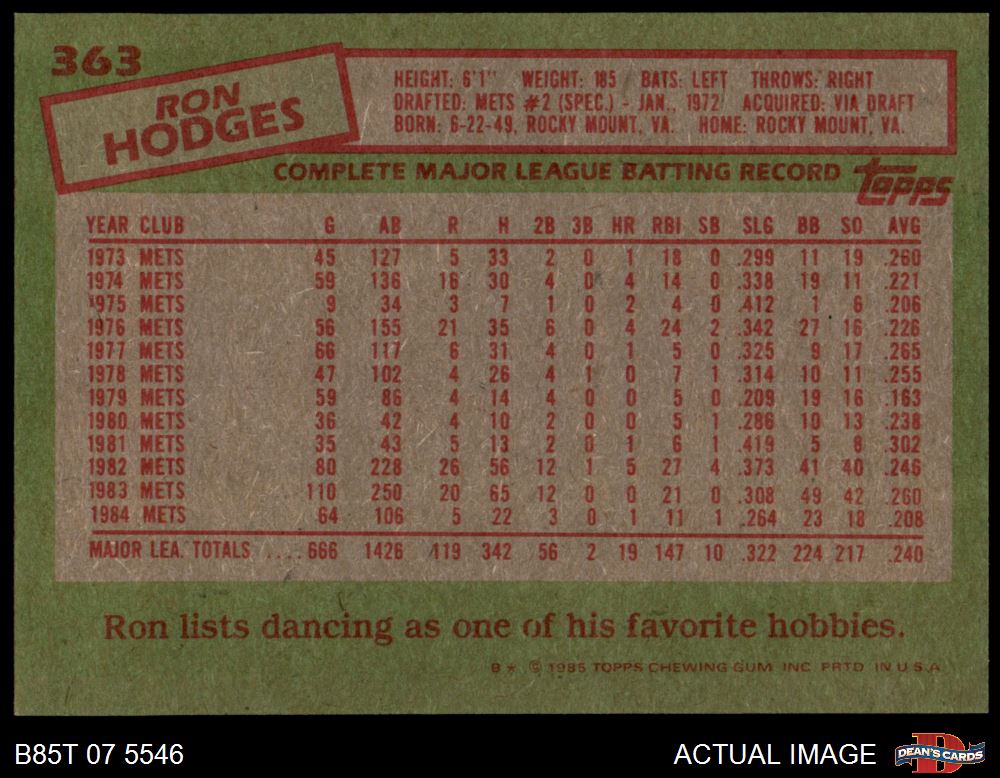 363
RON
HODGES
HEIGHT: 6'1" WEIGHT: 185 BATS: LEFT THROWS: RIGHT
DRAFTED: METS #2 (SPEC.) - JAN., 1972 ACQUIRED: VIA DRAFT
BORN: 6-22-49, ROCKY MOUNT, VA. HOME: ROCKY MOUNT, VA.
COMPLETE MAJOR LEAGUE BATTING RECORD
TOPPS
YEAR CLUB G AB R H 2B 3B HR RBI SB SLG BB SO AVG
1973 METS 45 127 5 33 2 0 1 18 0 .299 11 19 .260
1974 METS 59 136 16 30 4 0 4 14 0 .338 19 11 .221
1975 METS 9 34 3 7 1 0 2 4 0 .412 1 6 .206
1976 METS 56 155 21 35 6 0 4 24 2 .342 27 16 .226
1977 METS 66 117 6 31 4 0 1 5 0 .325 9 17 .265
1978 METS 47 102 4 26 4 1 0 7 1 .314 10 11 .255
1979 METS 59 86 4 14 4 0 0 5 0 .209 19 16 .163
1980 METS 36 42 4 10 2 0 0 5 1 .286 10 13 .238
1981 METS 35 43 5 13 2 0 1 6 1 .419 5 8 .302
1982 METS 80 228 26 56 12 1 5 27 4 .373 41 40 .246
1983 METS 110 250 20 65 12 0 0 21 0 .308 49 42 .260
1984 METS 64 106 5 22 3 0 1 11 1 .264 23 18 .208
MAJOR LEA. TOTALS .... 666 1426 119 342 56 2 19 147 10 .322 224 217 .240
Ron lists dancing as one of his favorite hobbies.
B* © 1985 TOPPS CHEWING GUM INC PRTD IN U S A
B85T 07 5546
ACTUAL IMAGE
D
DEAN'S CARDS